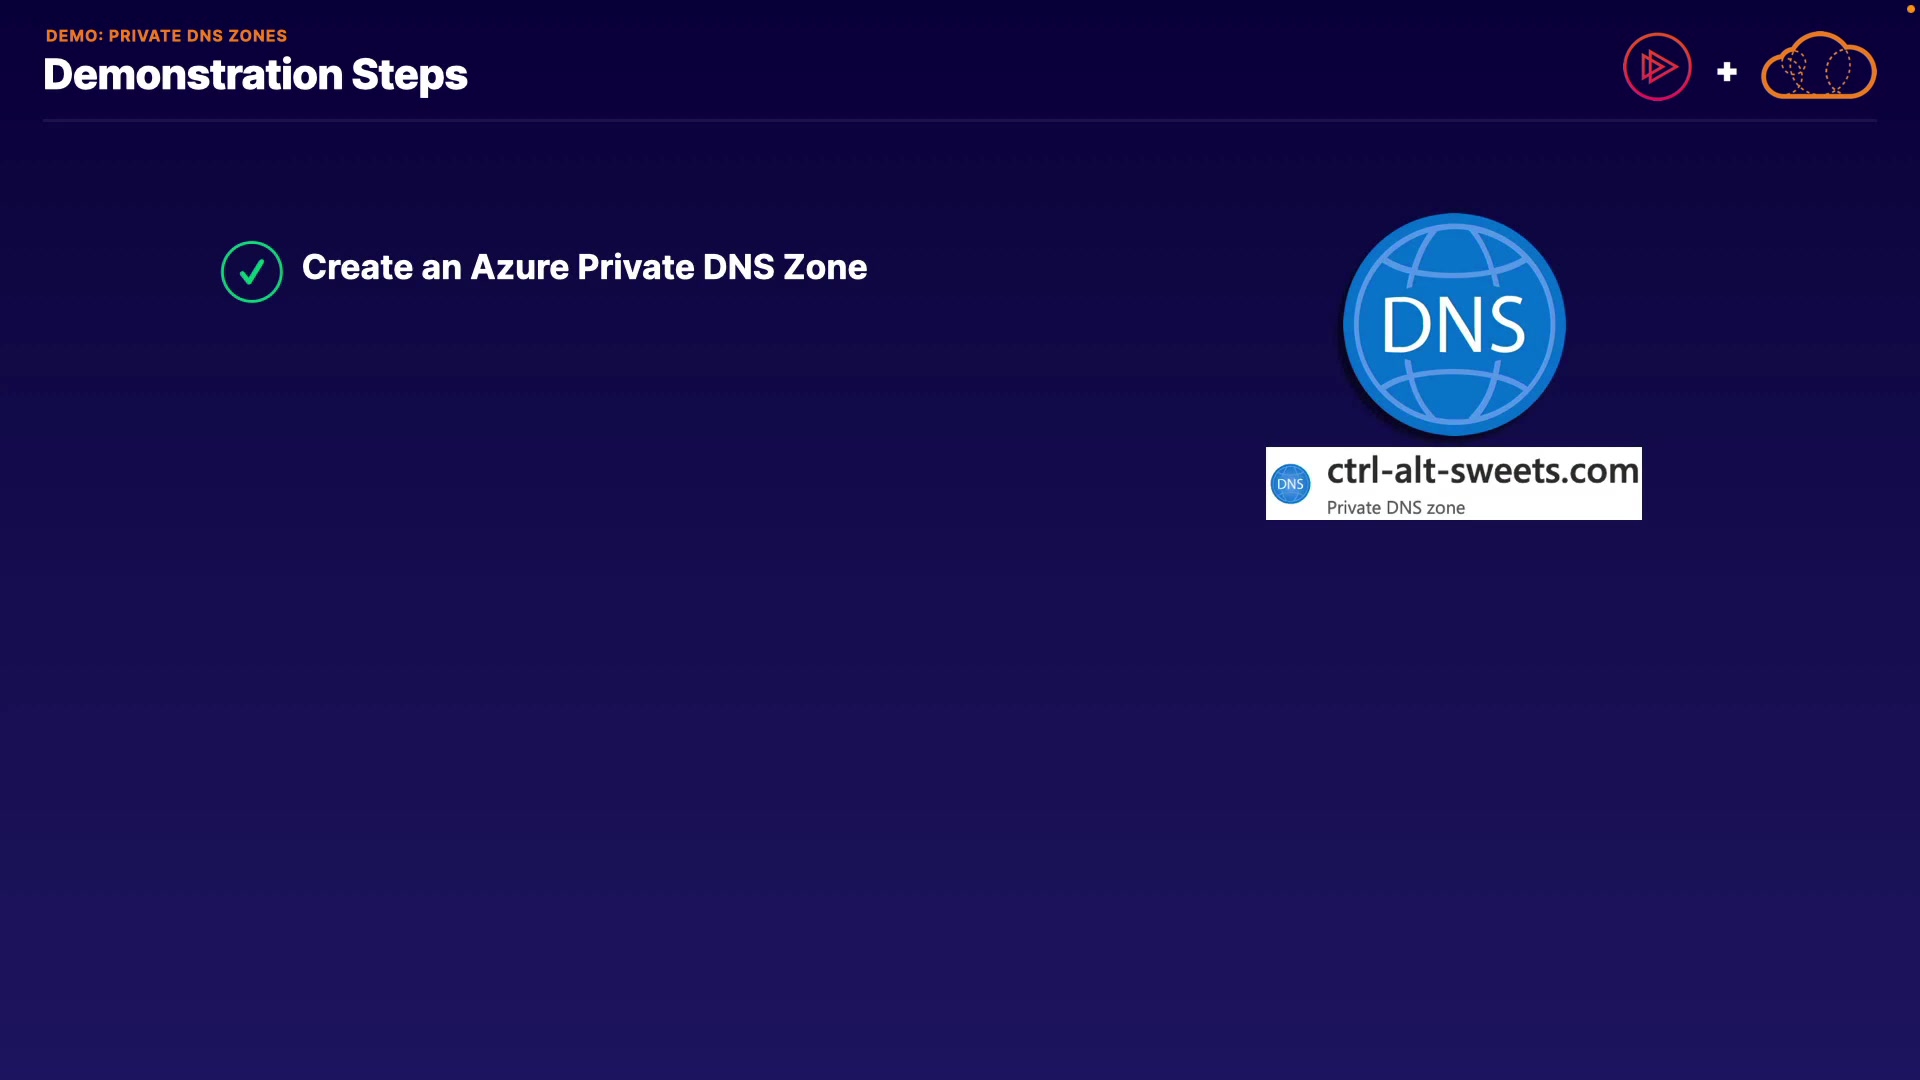 DEMO: PRIVATE DNS ZONES
Demonstration Steps
Create an Azure Private DNS Zone
DNS
DNS
ctrl-alt-sweets.com
Private DNS zone